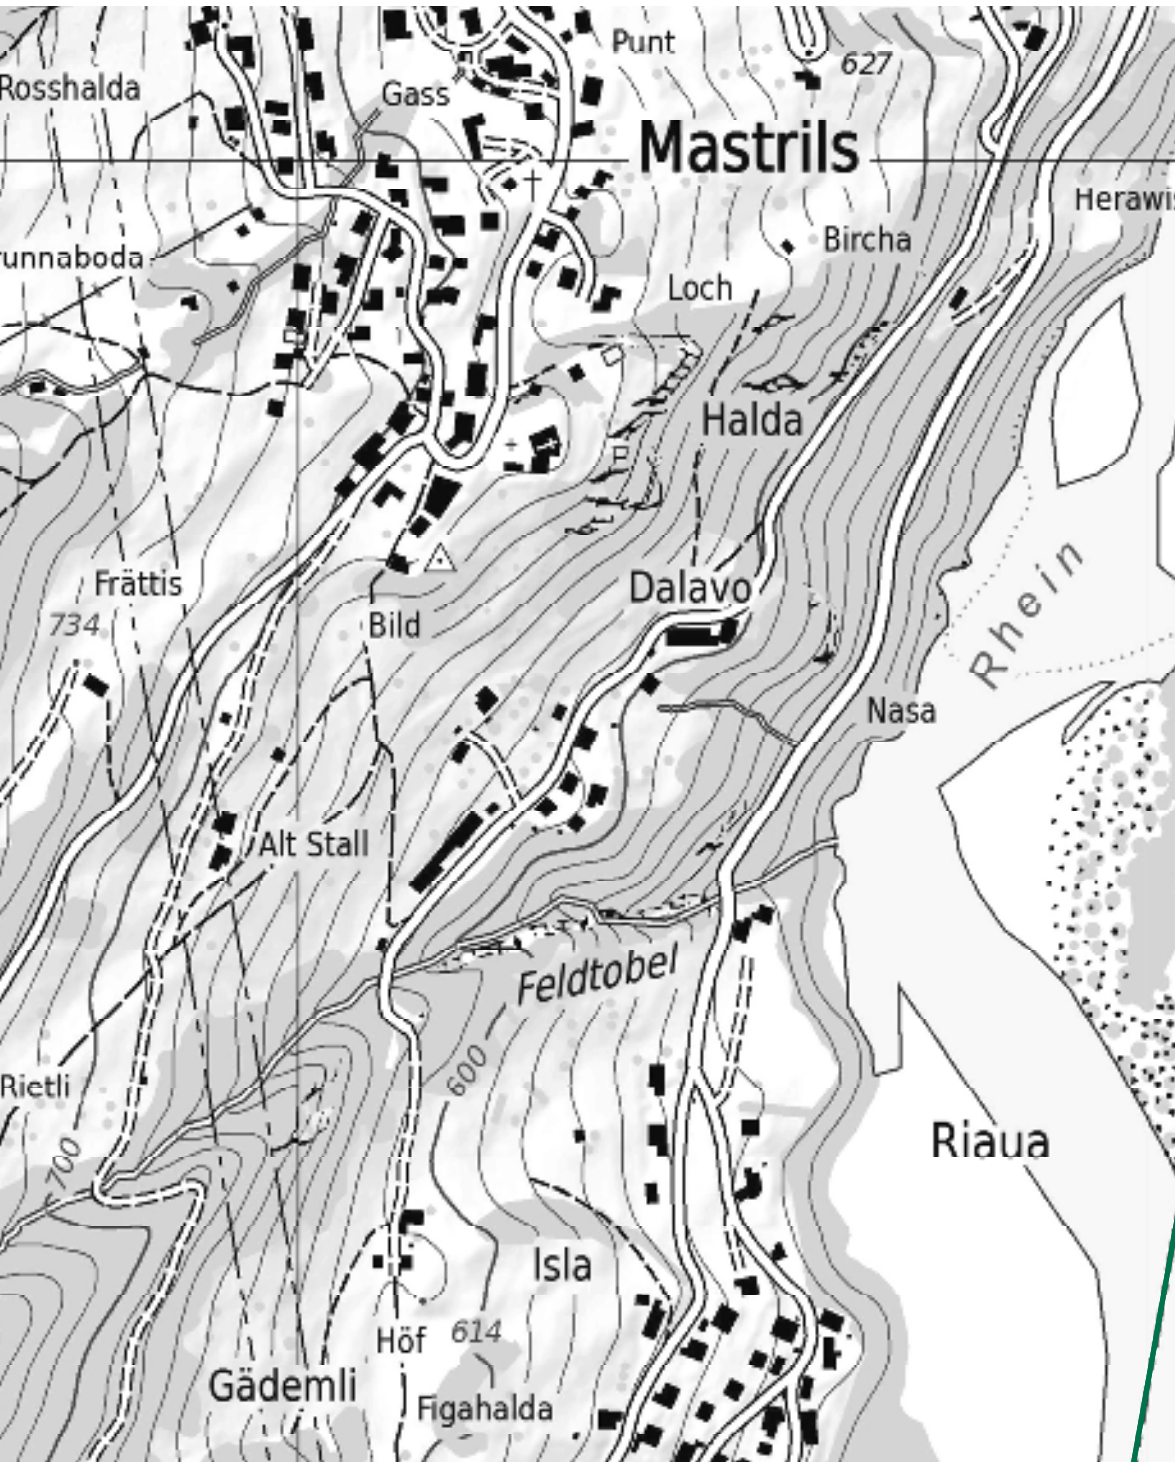 Punt
627
Rosshalda
Gass
Mastrils
Herawis
Bircha
runnaboda
Loch
Halda
Rhein
Frättis
Dalavo
734
Bild
Nasa
Alt Stall
Feldtobel
600
Rietli
Riaua
700
Isla
Höf
614
Gädemli
Figahalda